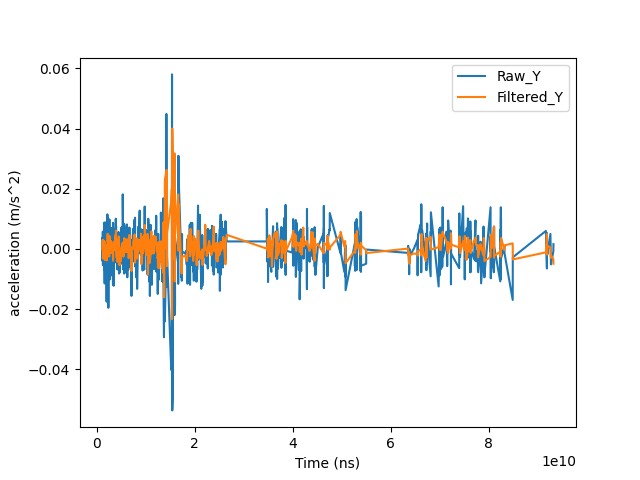 0.06
0.04
0.02
0.00
−0.02
−0.04
acceleration (m/s^2)
Raw_Y
Filtered_Y
0 2 4 6 8
1e10
Time (ns)